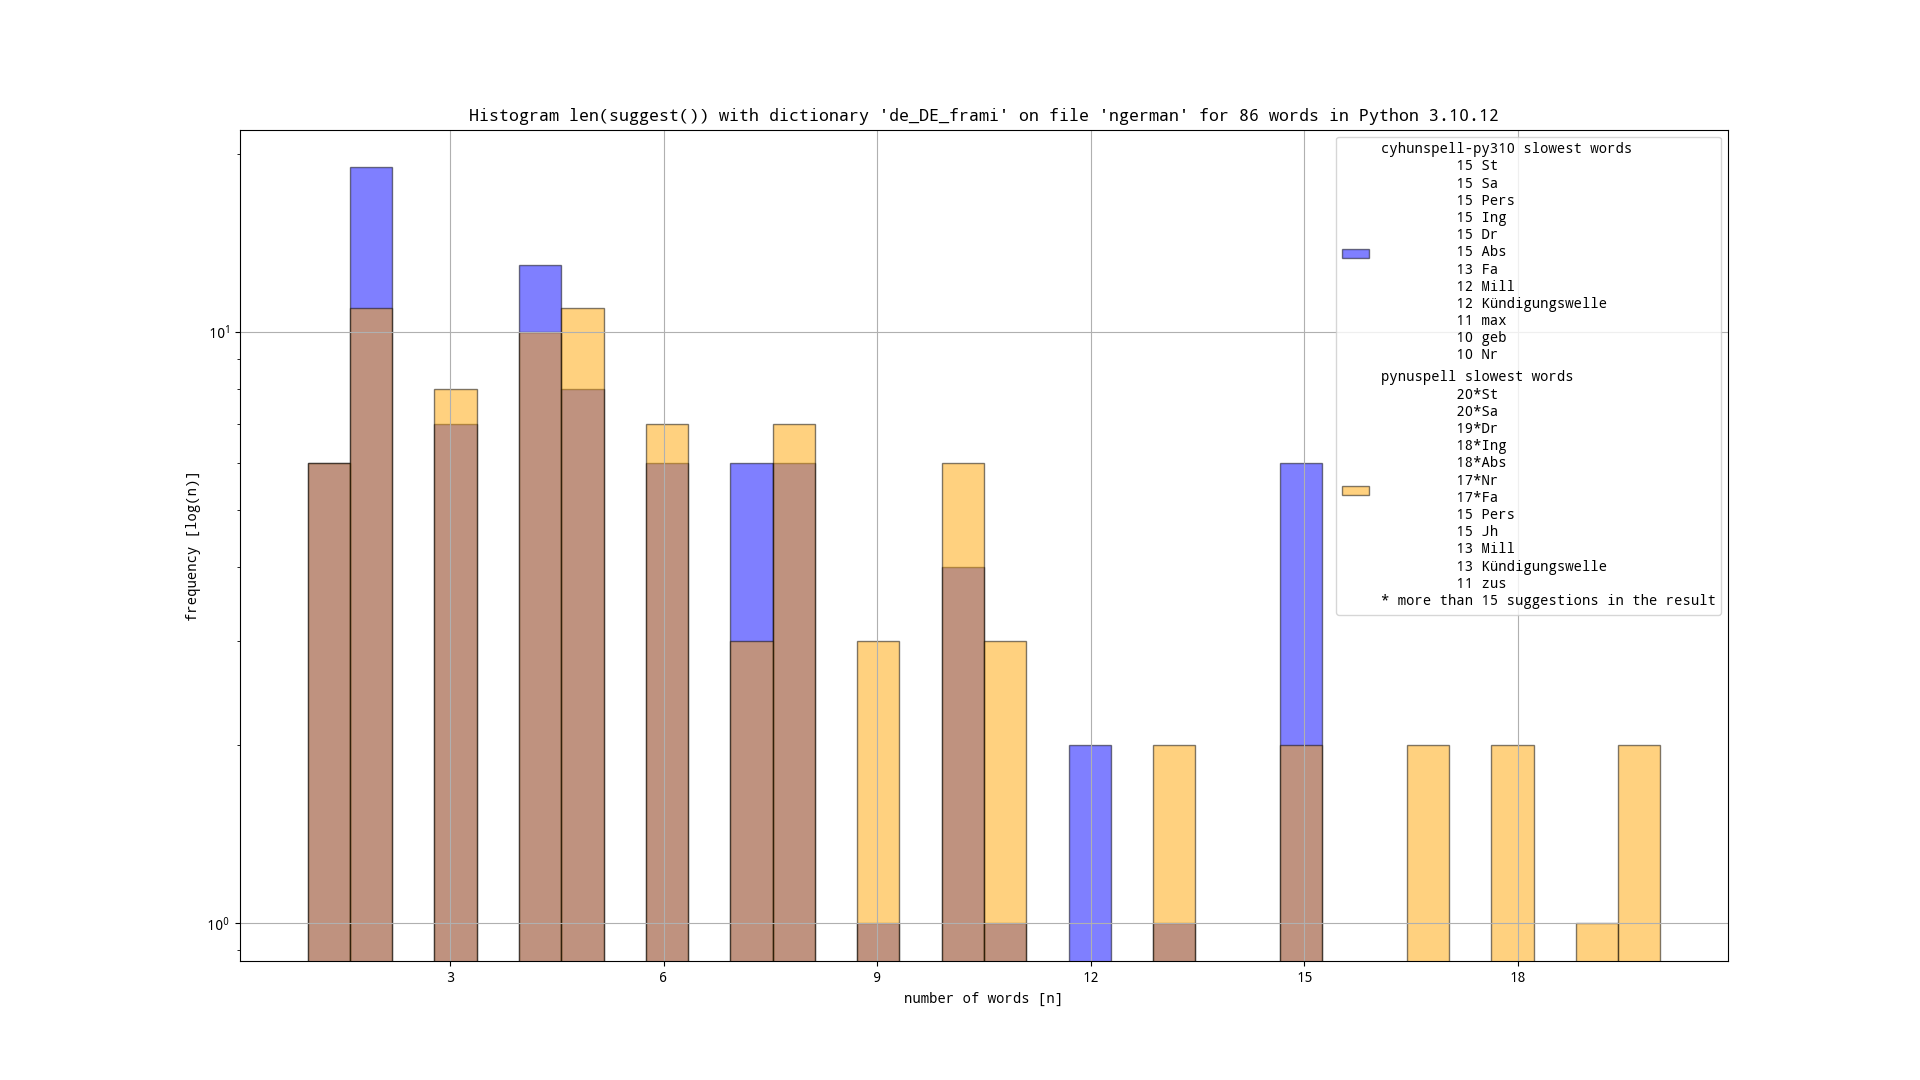 Histogram len(suggest()) with dictionary 'de_DE_frami' on file 'ngerman' for 86 words in Python 3.10.12
cyhunspell-py310 slowest words
15 St
15 Sa
15 Pers
15 Ing
15 Dr
15 Abs
13 Fa
12 Mill
12 Kündigungswelle
11 max
10 geb
10 Nr
pynuspell slowest words
20*St
20*Sa
19*Dr
18*Ing
18*Abs
17*Nr
17*Fa
15 Pers
15 Jh
13 Mill
13 Kündigungswelle
11 zus
* more than 15 suggestions in the result
frequency [log(n)]
10¹
10⁰
3 6 9 12 15 18
number of words [n]